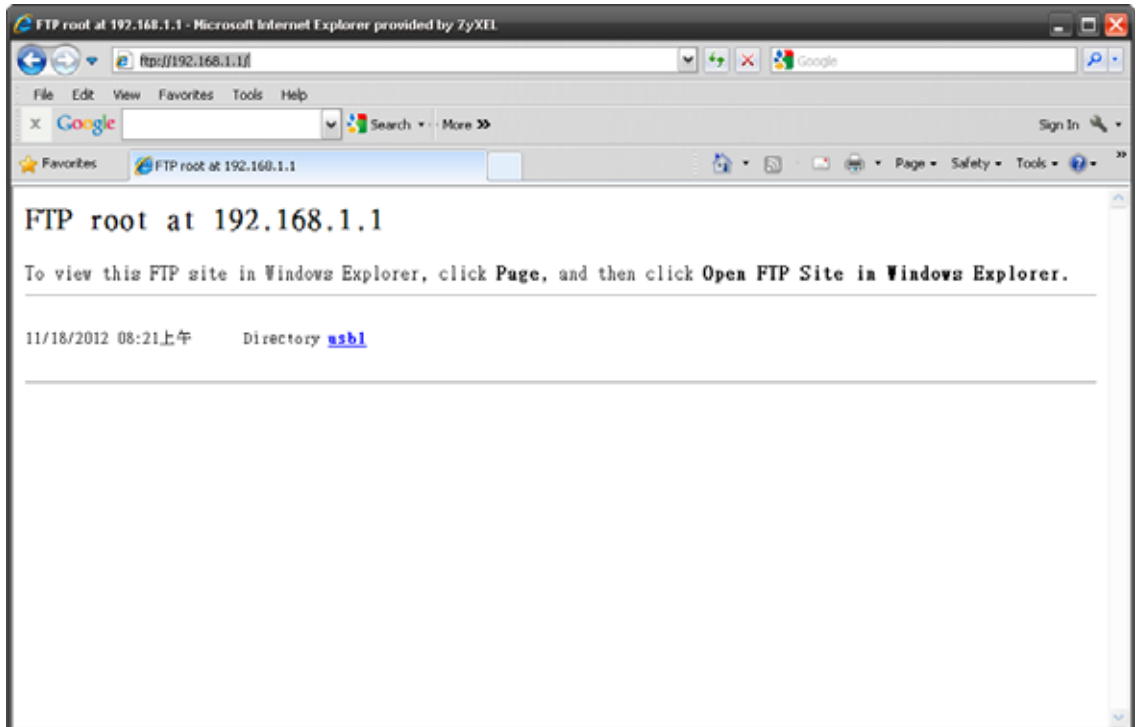 FTP root at 192.168.1.1 - Microsoft Internet Explorer provided by ZyXEL
ftp://192.168.1.1/ Google
File Edit View Favorites Tools Help
x Google Search More »
Sign In
Favorites FTP root at 192.168.1.1 Page Safety Tools »
FTP root at 192.168.1.1
To view this FTP site in Windows Explorer, click Page, and then click Open FTP Site in Windows Explorer.
11/18/2012 08:21上午 Directory usb1